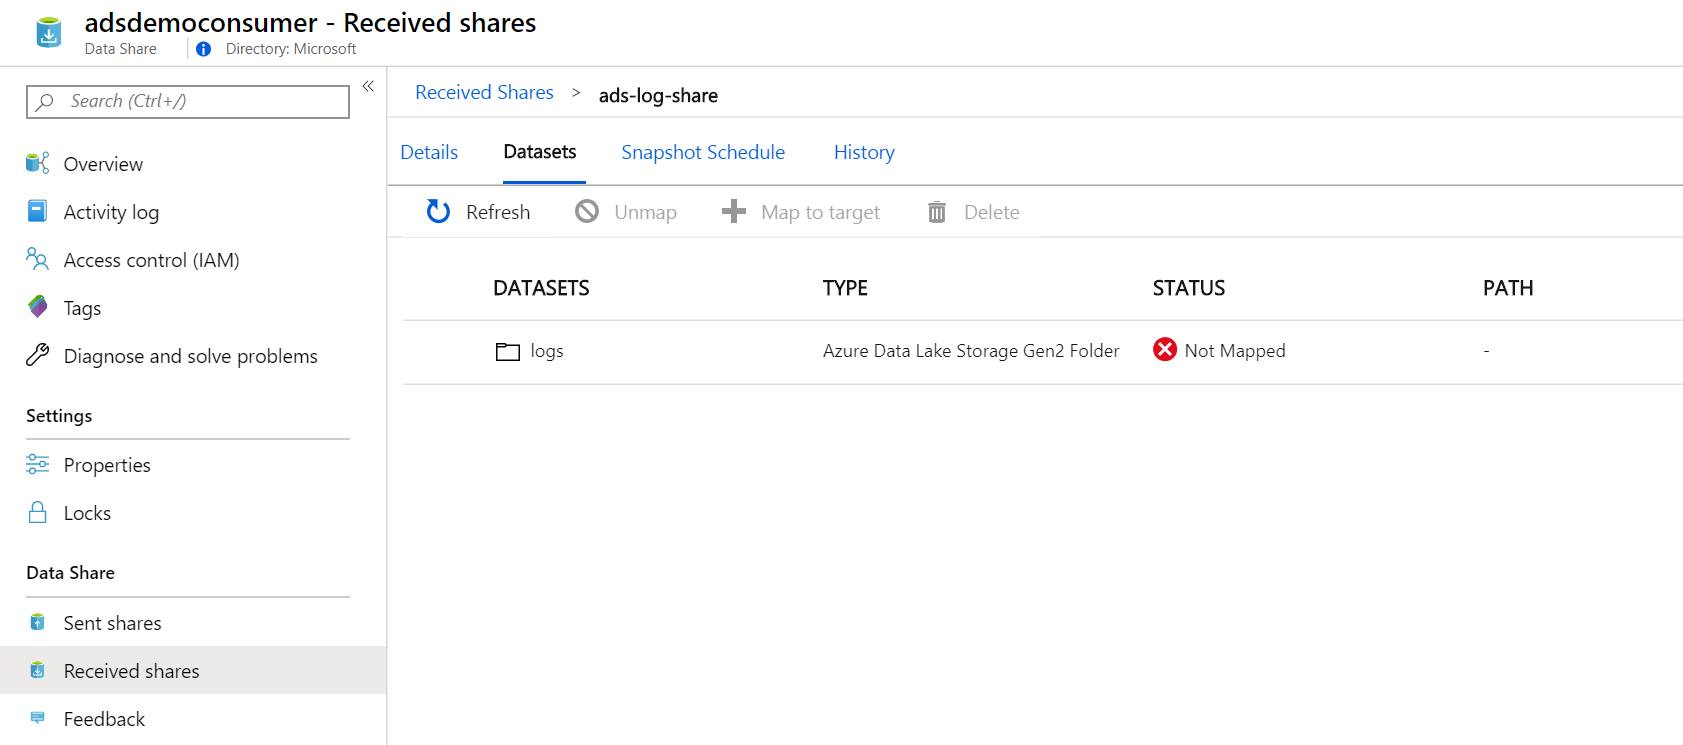 adsdemoconsumer - Received shares
Data Share
Directory: Microsoft
Search (Ctrl+/)
«
Overview
Activity log
Access control (IAM)
Tags
Diagnose and solve problems
Settings
Properties
Locks
Data Share
Sent shares
Received shares
Feedback
Received Shares > ads-log-share
Details Datasets Snapshot Schedule History
Refresh Unmap Map to target Delete
DATASETS TYPE STATUS PATH
logs Azure Data Lake Storage Gen2 Folder Not Mapped -